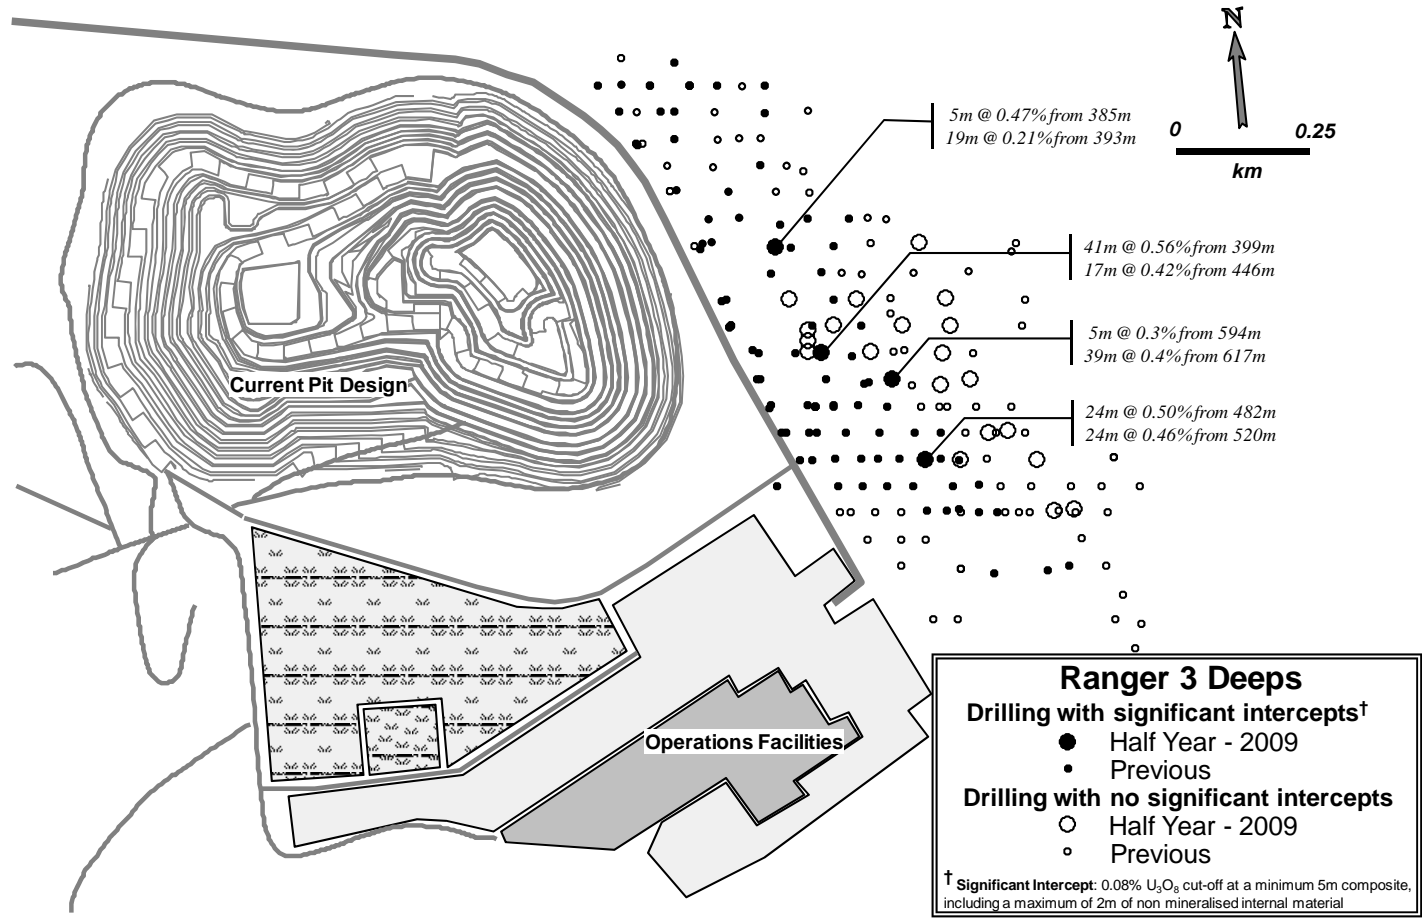 N
0 0.25
km
5m @ 0.47% from 385m
19m @ 0.21% from 393m
41m @ 0.56% from 399m
17m @ 0.42% from 446m
5m @ 0.3% from 594m
39m @ 0.4% from 617m
24m @ 0.50% from 482m
24m @ 0.46% from 520m
Current Pit Design
Operations Facilities
Ranger 3 Deeps
Drilling with significant intercepts†
Half Year - 2009
Previous
Drilling with no significant intercepts
Half Year - 2009
Previous
† Significant Intercept: 0.08% U₃O₈ cut-off at a minimum 5m composite,
including a maximum of 2m of non mineralised internal material